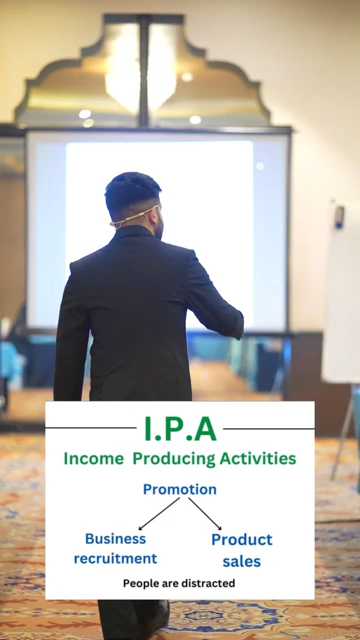 I.P.A
Income Producing Activities
Promotion
Business
recruitment
Product
sales
People are distracted